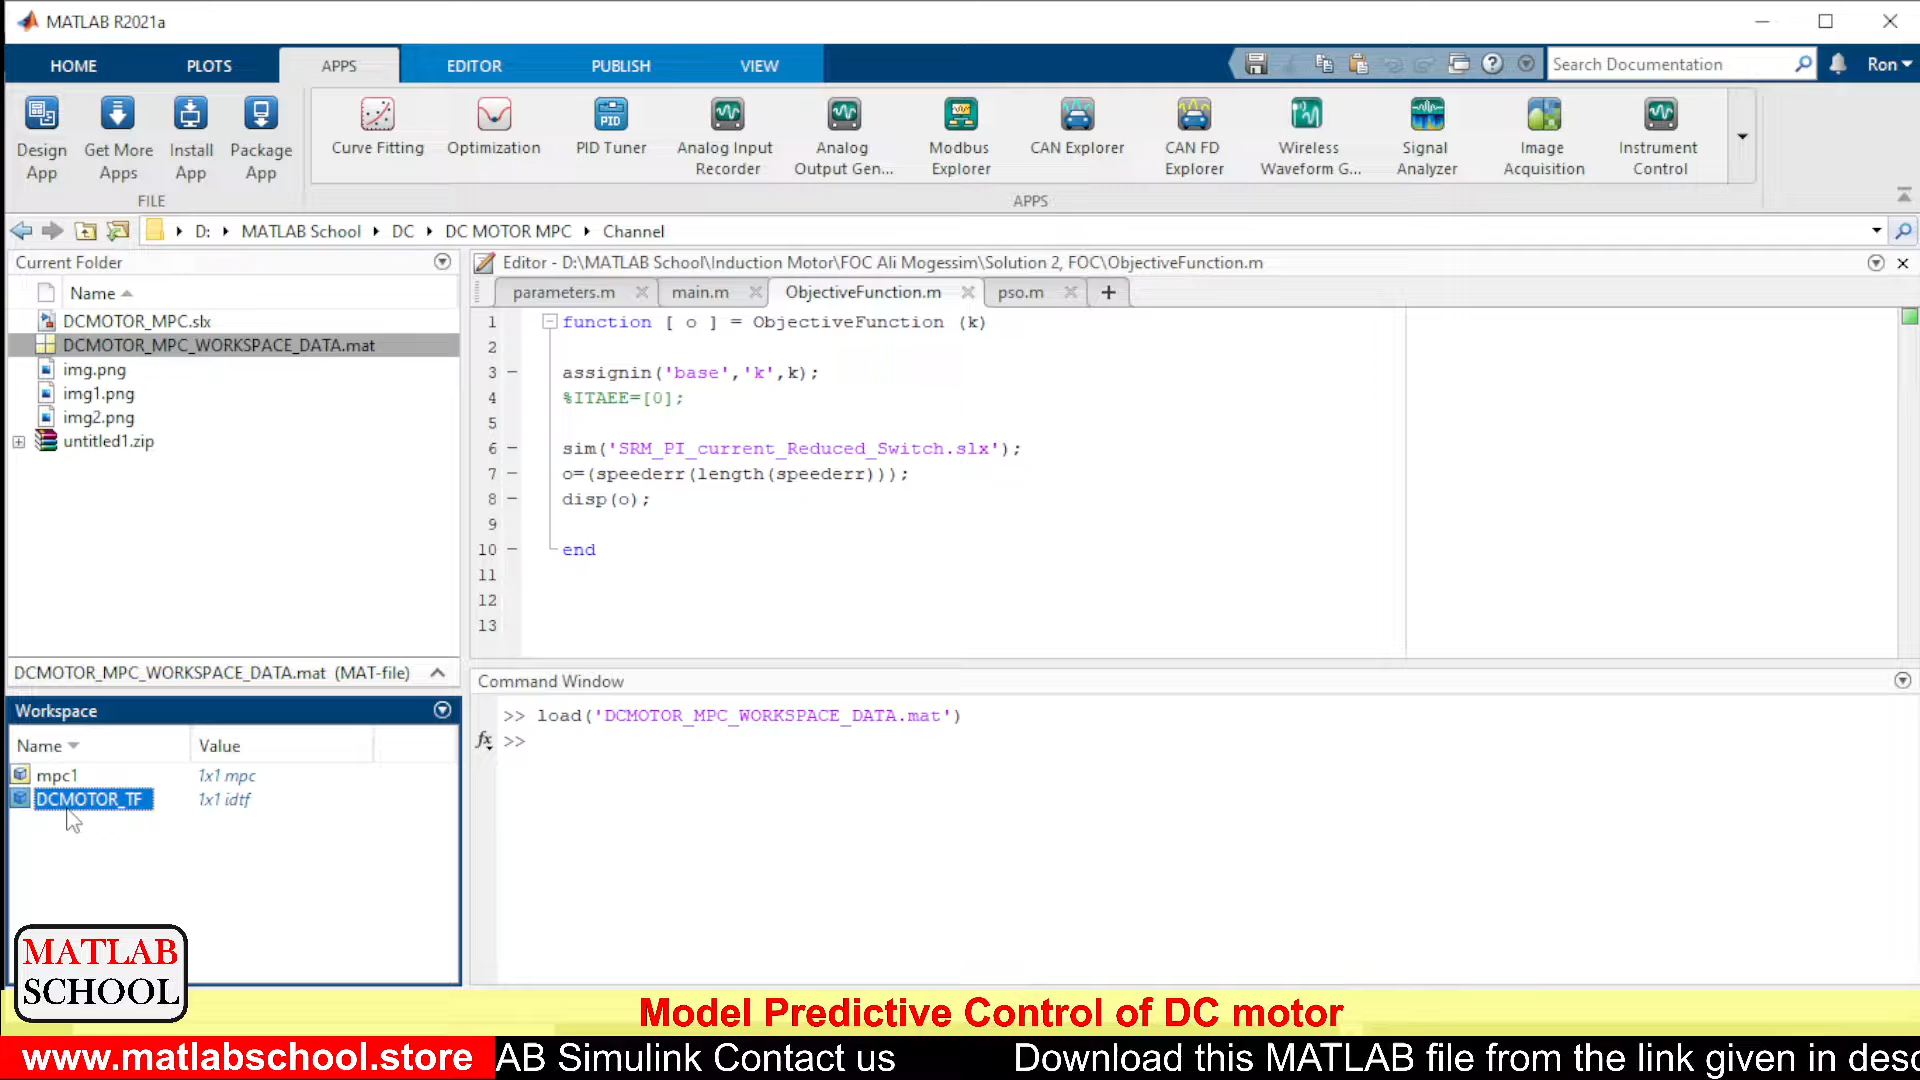 MATLAB R2021a
HOME PLOTS APPS EDITOR PUBLISH VIEW
Search Documentation
Ron
Design App
Get More Apps
Install App
Package App
Curve Fitting
Optimization
PID Tuner
Analog Input Recorder
Analog Output Gen...
Modbus Explorer
CAN Explorer
CAN FD Explorer
Wireless Waveform G...
Signal Analyzer
Image Acquisition
Instrument Control
FILE
APPS
D: MATLAB School DC DC MOTOR MPC Channel
Current Folder
Name
DCMOTOR_MPC.slx
DCMOTOR_MPC_WORKSPACE_DATA.mat
img.png
img1.png
img2.png
untitled1.zip
DCMOTOR_MPC_WORKSPACE_DATA.mat (MAT-file)
Editor - D:\MATLAB School\Induction Motor\FOC Ali Mogessim\Solution 2, FOC\ObjectiveFunction.m
parameters.m main.m ObjectiveFunction.m pso.m
1 function [ o ] = ObjectiveFunction (k)
2
3 assignin('base','k',k);
4 %ITAEE=[0];
5
6 sim('SRM_PI_current_Reduced_Switch.slx');
7 o=(speederr(length(speederr)));
8 disp(o);
9
10 end
11
12
13
Command Window
>> load('DCMOTOR_MPC_WORKSPACE_DATA.mat')
fx >>
Workspace
Name Value
mpc1 1x1 mpc
DCMOTOR_TF 1x1 idtf
MATLAB
SCHOOL
Model Predictive Control of DC motor
www.matlabschool.store AB Simulink Contact us Download this MATLAB file from the link given in desc